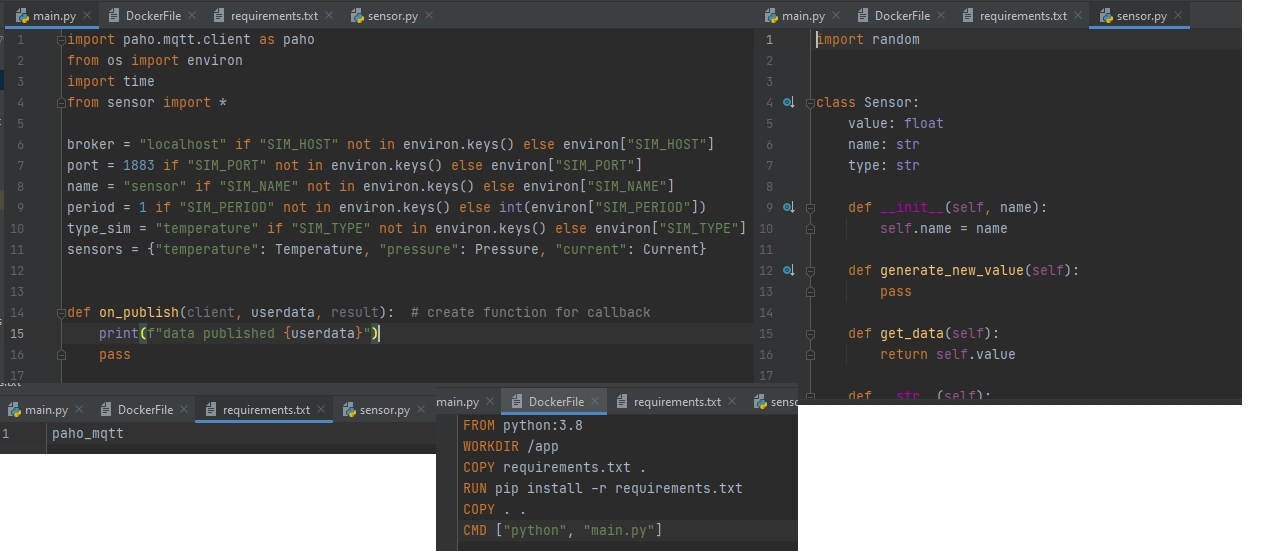 main.py DockerFile requirements.txt sensor.py
1 import paho.mqtt.client as paho
2 from os import environ
3 import time
4 from sensor import *
5
6 broker = "localhost" if "SIM_HOST" not in environ.keys() else environ["SIM_HOST"]
7 port = 1883 if "SIM_PORT" not in environ.keys() else environ["SIM_PORT"]
8 name = "sensor" if "SIM_NAME" not in environ.keys() else environ["SIM_NAME"]
9 period = 1 if "SIM_PERIOD" not in environ.keys() else int(environ["SIM_PERIOD"])
10 type_sim = "temperature" if "SIM_TYPE" not in environ.keys() else environ["SIM_TYPE"]
11 sensors = {"temperature": Temperature, "pressure": Pressure, "current": Current}
12
13
14 def on_publish(client, userdata, result):  # create function for callback
15     print(f"data published {userdata}")
16     pass
17
main.py DockerFile requirements.txt sensor.py
1 import random
2
3
4 class Sensor:
5     value: float
6     name: str
7     type: str
8
9     def __init__(self, name):
10         self.name = name
11
12     def generate_new_value(self):
13         pass
14
15     def get_data(self):
16         return self.value
17
def __str__(self):
main.py DockerFile requirements.txt sensor.py
1 paho_mqtt
main.py DockerFile requirements.txt
FROM python:3.8
WORKDIR /app
COPY requirements.txt .
RUN pip install -r requirements.txt
COPY . .
CMD ["python", "main.py"]